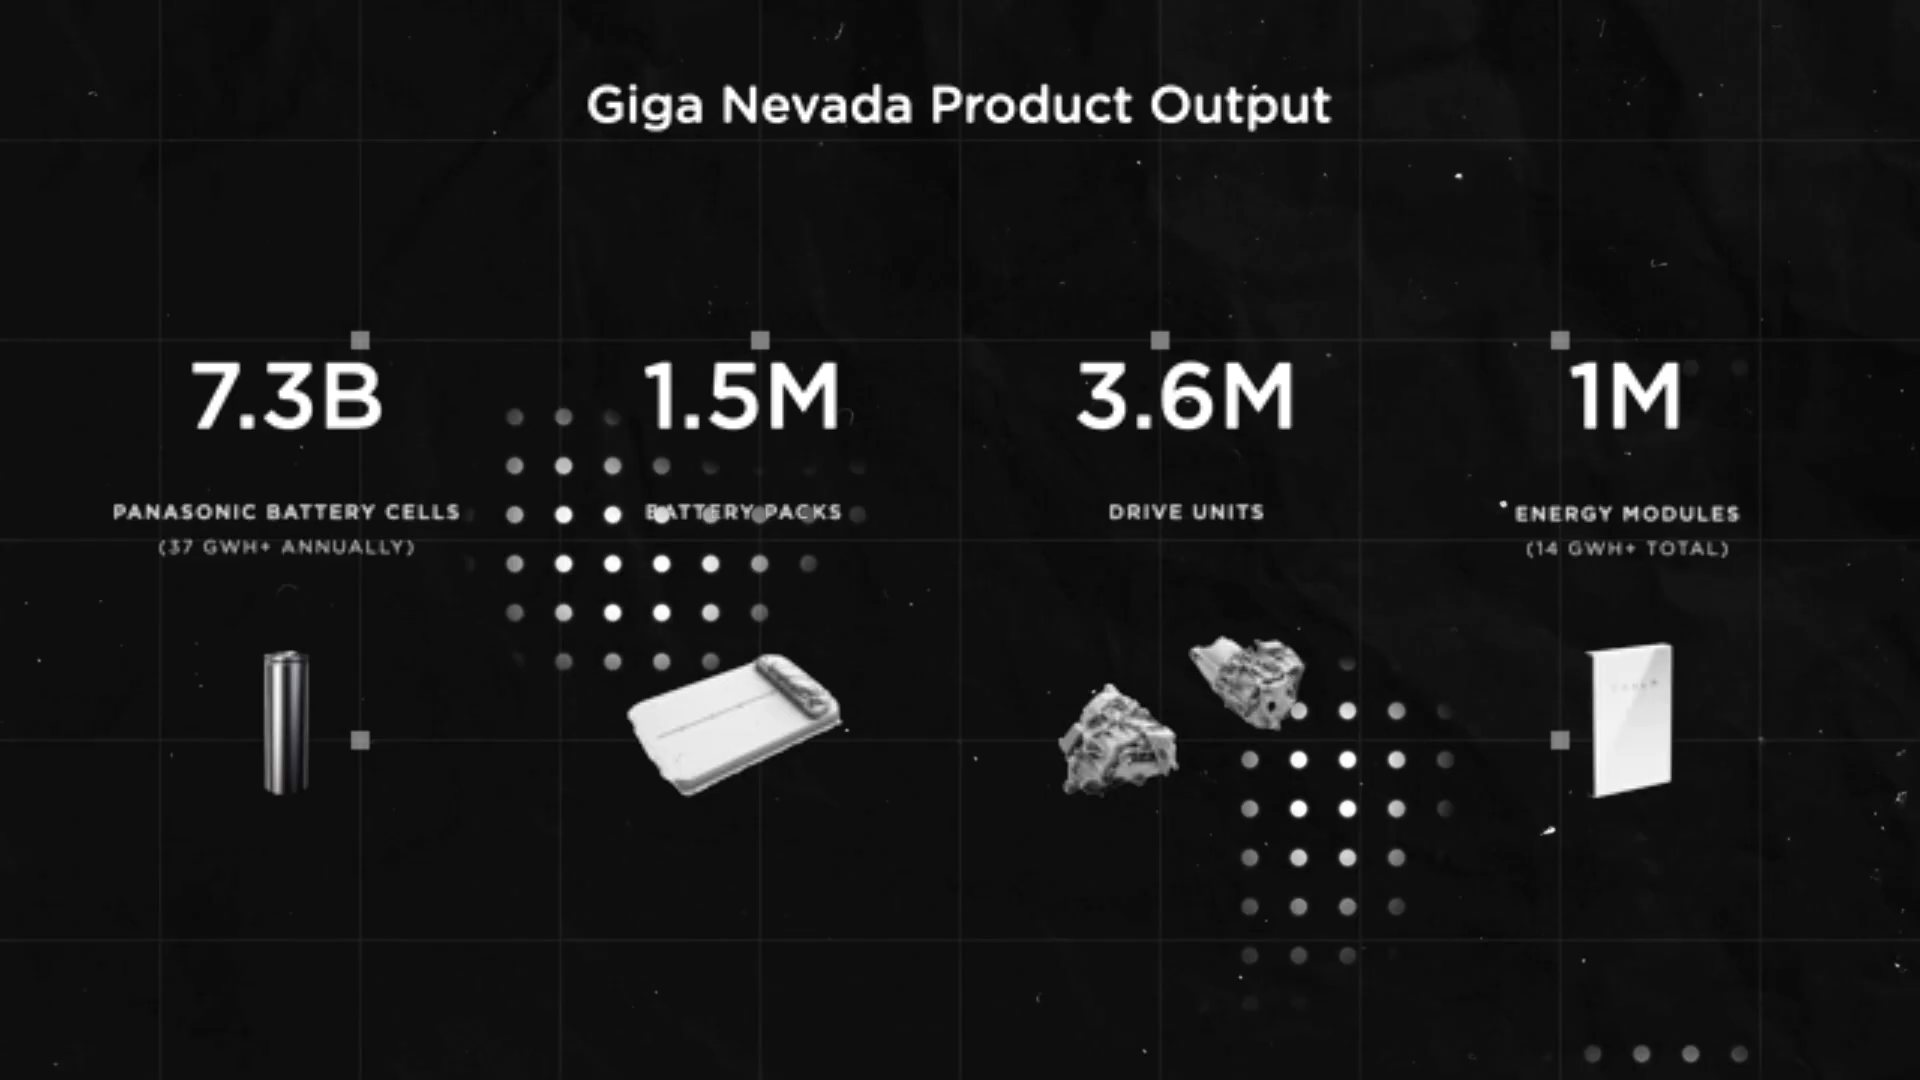 Giga Nevada Product Output
7.3B
PANASONIC BATTERY CELLS
(37 GWH+ ANNUALLY)
1.5M
BATTERY PACKS
3.6M
DRIVE UNITS
1M
ENERGY MODULES
(14 GWH+ TOTAL)